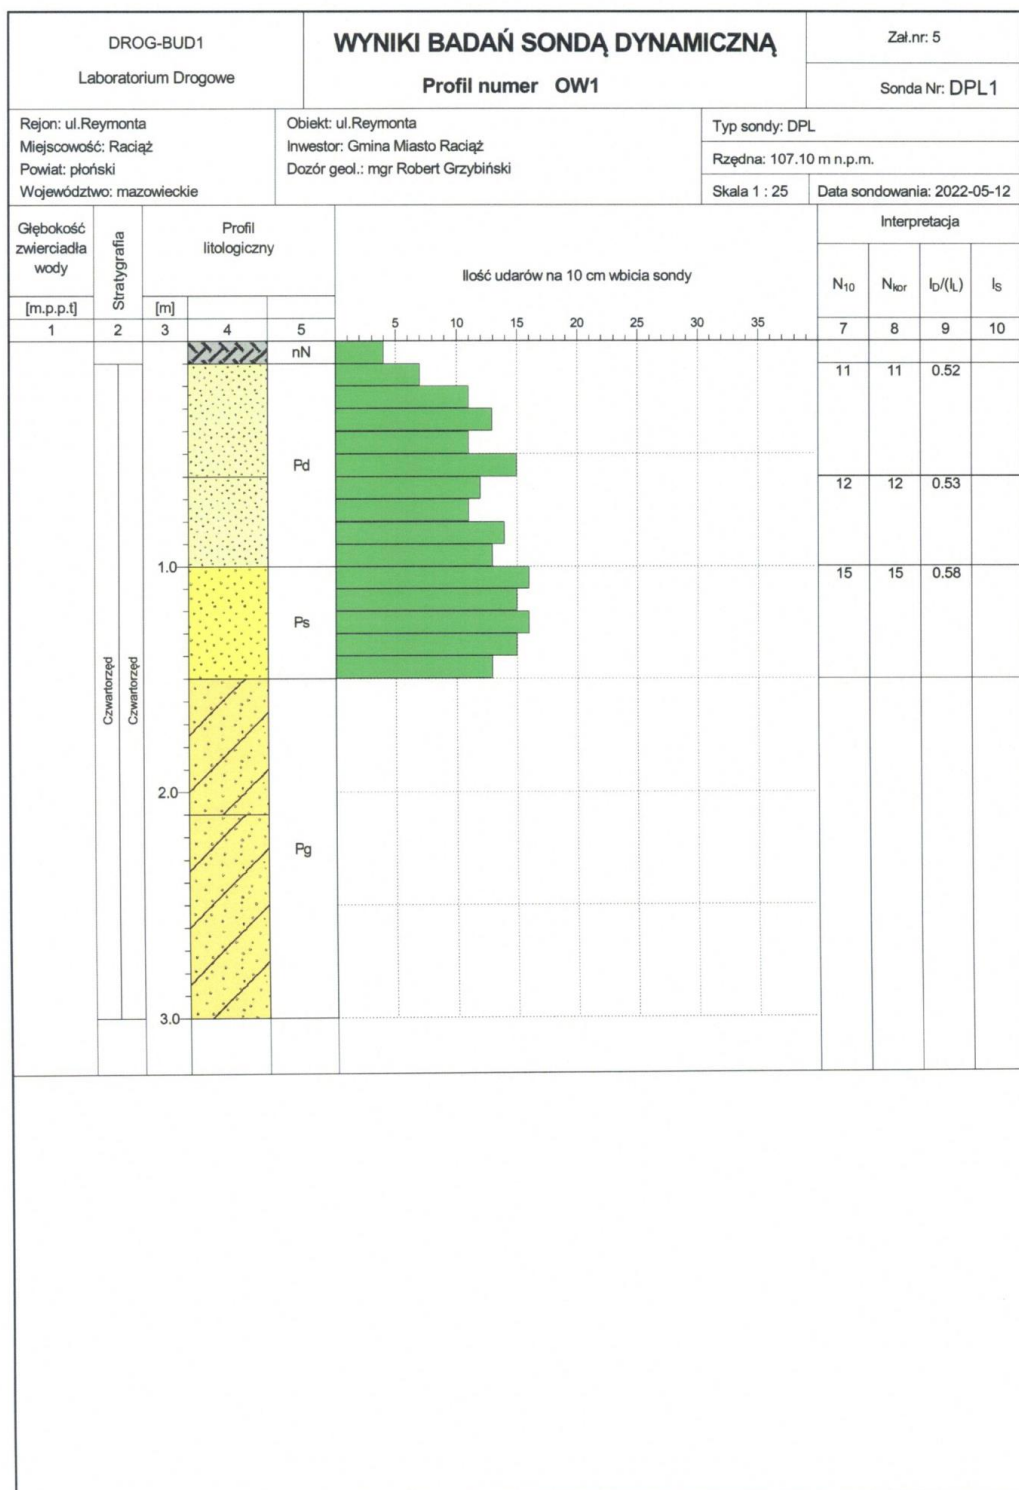 DROG-BUD1
Laboratorium Drogowe
WYNIKI BADAŃ SONDĄ DYNAMICZNĄ
Profil numer OW1
Zał.nr: 5
Sonda Nr: DPL1
Rejon: ul.Reymonta
Miejscowość: Raciąż
Powiat: płoński
Województwo: mazowieckie
Obiekt: ul.Reymonta
Inwestor: Gmina Miasto Raciąż
Dozór geol.: mgr Robert Grzybiński
Typ sondy: DPL
Rzędna: 107.10 m n.p.m.
Skala 1 : 25 Data sondowania: 2022-05-12
Głębokość
zwierciadła
wody
[m.p.p.t]
Stratygrafia
Profil
litologiczny
[m]
Ilość udarów na 10 cm wbicia sondy
Interpretacja
N10 Nkor ID/(IL) IS
1 2 3 4 5 5 10 15 20 25 30 35 7 8 9 10
nN
11 11 0.52
Pd
12 12 0.53
1.0
15 15 0.58
Ps
Czwartorzęd
Czwartorzęd
2.0
Pg
3.0